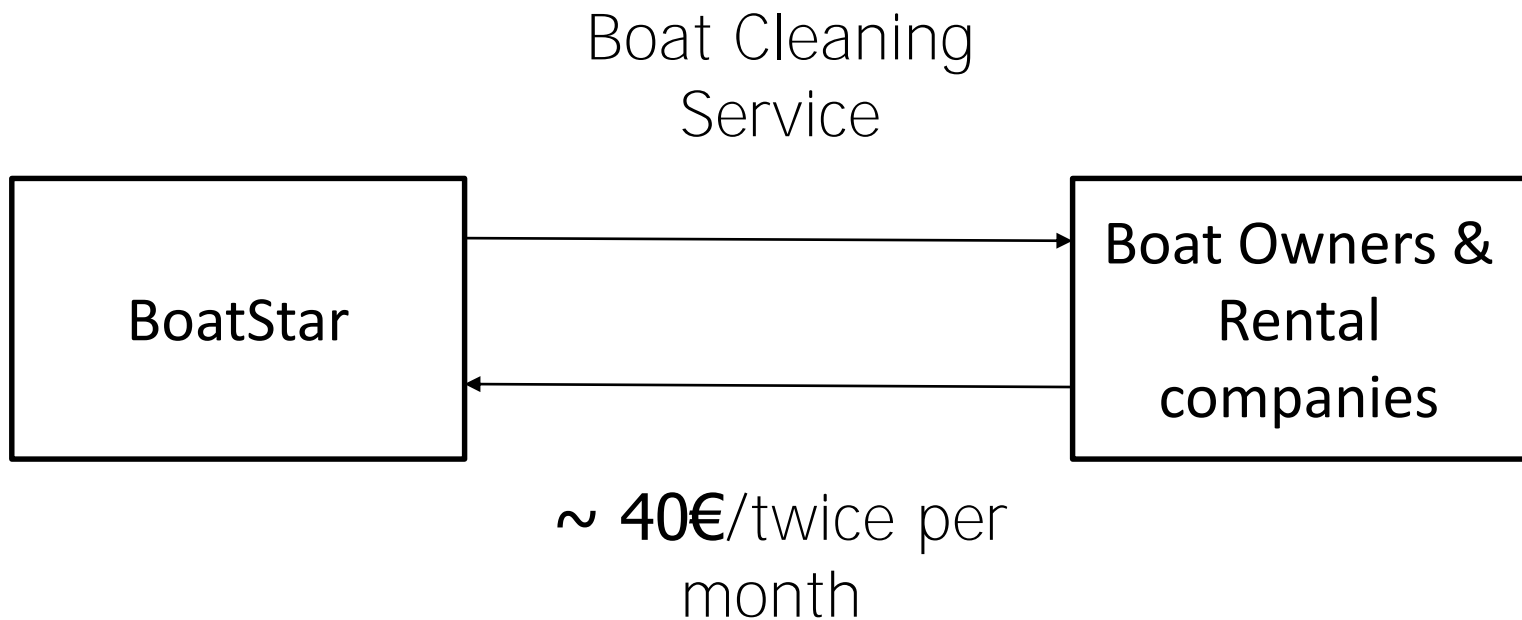 Boat Cleaning
Service
BoatStar
Boat Owners &
Rental
companies
~ 40€/twice per
month